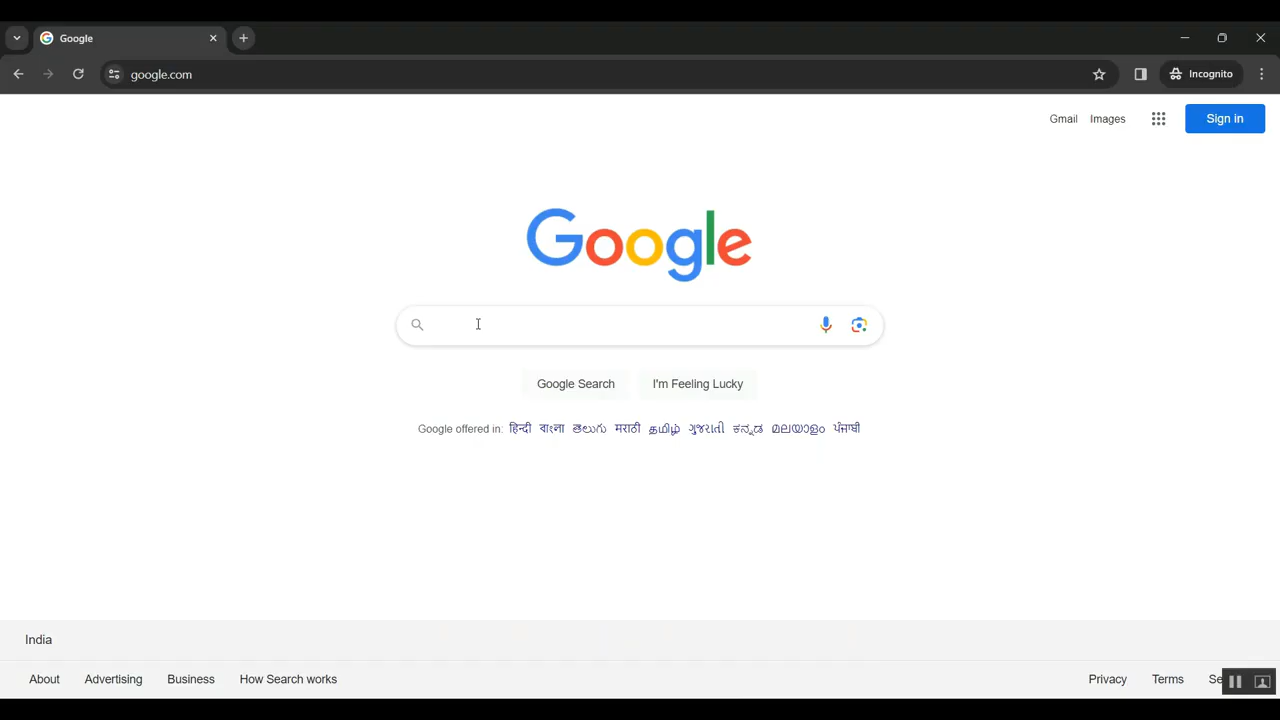 Google
google.com
Incognito
Gmail Images
Sign in
Google
Google Search I'm Feeling Lucky
Google offered in: हिन्दी বাংলা తెలుగు मराठी தமிழ் ગુજરાતી ಕನ್ನಡ മലയാളം ਪੰਜਾਬੀ
India
About Advertising Business How Search works Privacy Terms